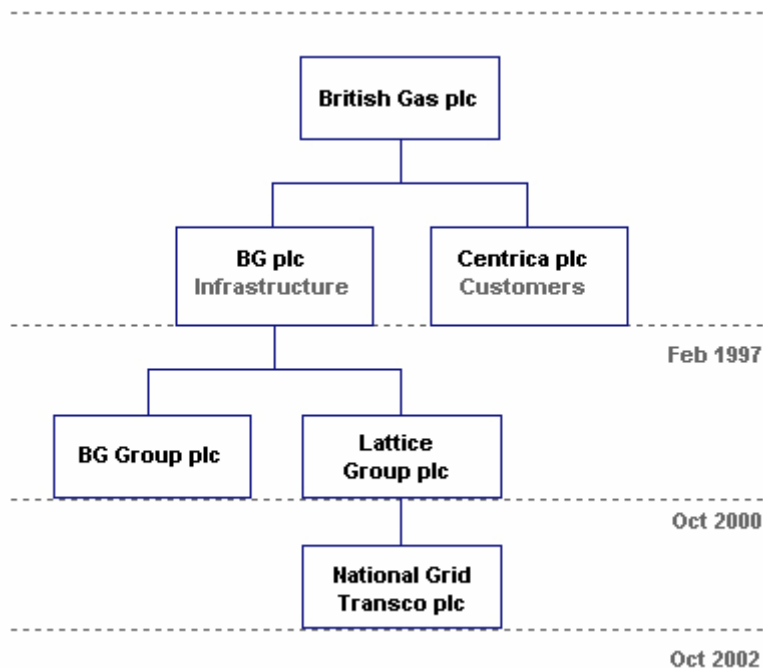 British Gas plc
BG plc
Infrastructure
Centrica plc
Customers
Feb 1997
BG Group plc
Lattice
Group plc
Oct 2000
National Grid
Transco plc
Oct 2002